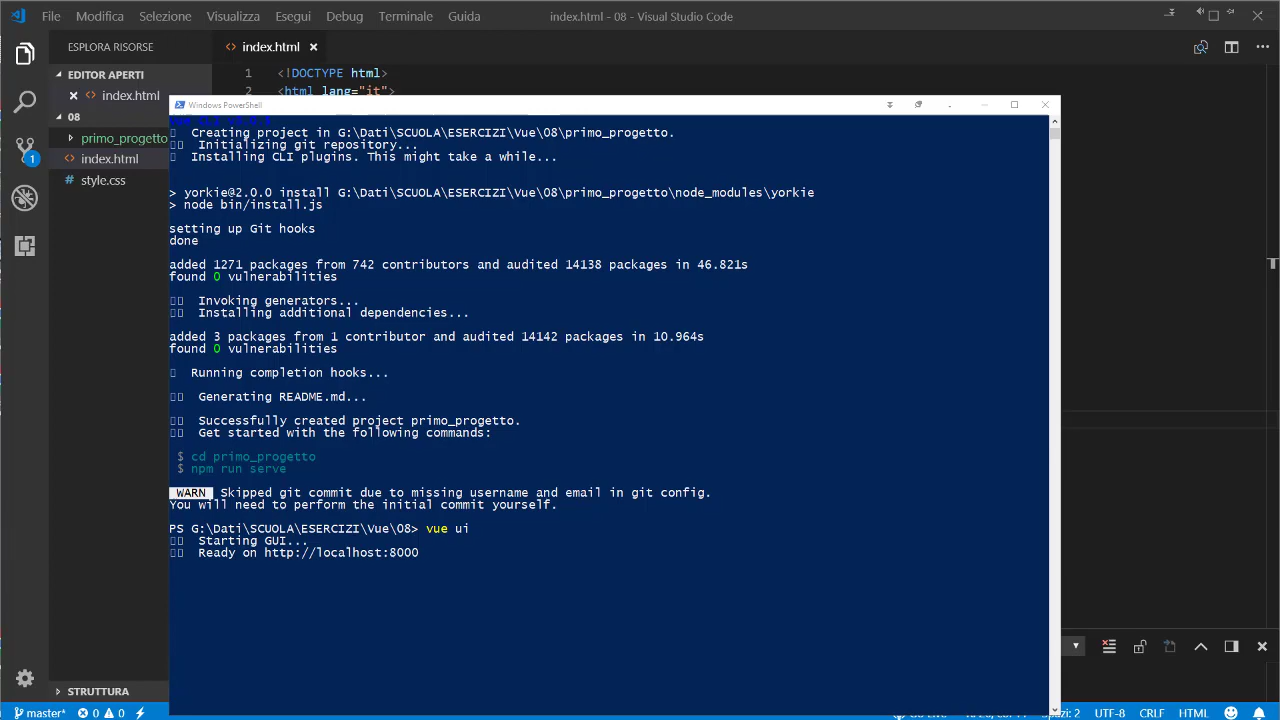 File Modifica Selezione Visualizza Esegui Debug Terminale Guida
index.html - 08 - Visual Studio Code
ESPLORA RISORSE
EDITOR APERTI
index.html
08
primo_progetto
index.html
style.css
STRUTTURA
1
index.html
1 <!DOCTYPE html>
2 <html lang="it">
Windows PowerShell
Creating project in G:\Dati\SCUOLA\ESERCIZI\Vue\08\primo_progetto.
Initializing git repository...
Installing CLI plugins. This might take a while...
> yorkie@2.0.0 install G:\Dati\SCUOLA\ESERCIZI\Vue\08\primo_progetto\node_modules\yorkie
> node bin/install.js
setting up Git hooks
done
added 1271 packages from 742 contributors and audited 14138 packages in 46.821s
found 0 vulnerabilities
Invoking generators...
Installing additional dependencies...
added 3 packages from 1 contributor and audited 14142 packages in 10.964s
found 0 vulnerabilities
Running completion hooks...
Generating README.md...
Successfully created project primo_progetto.
Get started with the following commands:
$ cd primo_progetto
$ npm run serve
WARN Skipped git commit due to missing username and email in git config.
You will need to perform the initial commit yourself.
PS G:\Dati\SCUOLA\ESERCIZI\Vue\08> vue ui
Starting GUI...
Ready on http://localhost:8000
master* 0 0
Spazi: 2 UTF-8 CRLF HTML